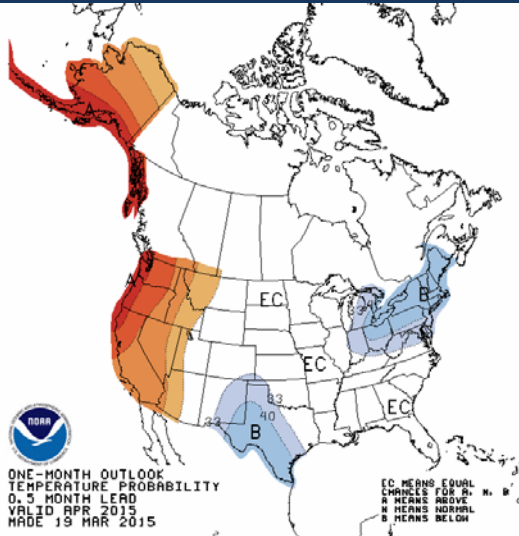 A
A
EC
B
33
EC
33
40
33
EC
B
NOAA
ONE-MONTH OUTLOOK
TEMPERATURE PROBABILITY
0.5 MONTH LEAD
VALID APR 2015
MADE 19 MAR 2015
EC MEANS EQUAL
CHANCES FOR A, N, B
A MEANS ABOVE
N MEANS NORMAL
B MEANS BELOW